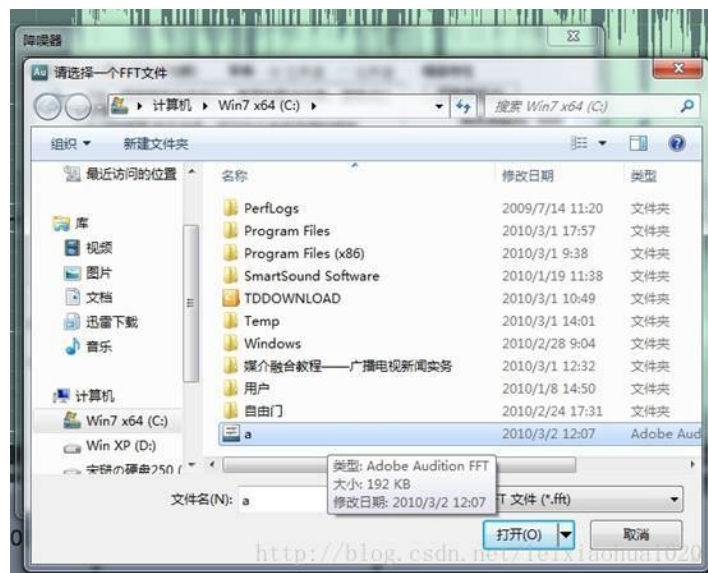 降噪器
Au 请选择一个FFT文件
计算机 Win7 x64 (C:) 搜索 Win7 x64 (C:)
组织 新建文件夹
名称 修改日期 类型
最近访问的位置
库
视频
图片
文档
迅雷下载
音乐
计算机
Win7 x64 (C:)
Win XP (D:)
PerfLogs 2009/7/14 11:20 文件夹
Program Files 2010/3/1 17:57 文件夹
Program Files (x86) 2010/3/1 9:38 文件夹
SmartSound Software 2010/1/19 11:38 文件夹
TDDOWNLOAD 2010/3/1 10:49 文件夹
Temp 2010/3/1 14:01 文件夹
Windows 2010/2/28 9:04 文件夹
媒介融合教程——广播电视新闻实务 2010/3/1 12:32 文件夹
用户 2010/1/8 14:50 文件夹
自由门 2010/2/24 17:31 文件夹
a 2010/3/2 12:07 Adobe Aud
类型: Adobe Audition FFT
大小: 192 KB
修改日期: 2010/3/2 12:07
文件名(N): a
T 文件 (*.fft)
打开(O) 取消
http://blog.csdn.net/leixiaohua1020